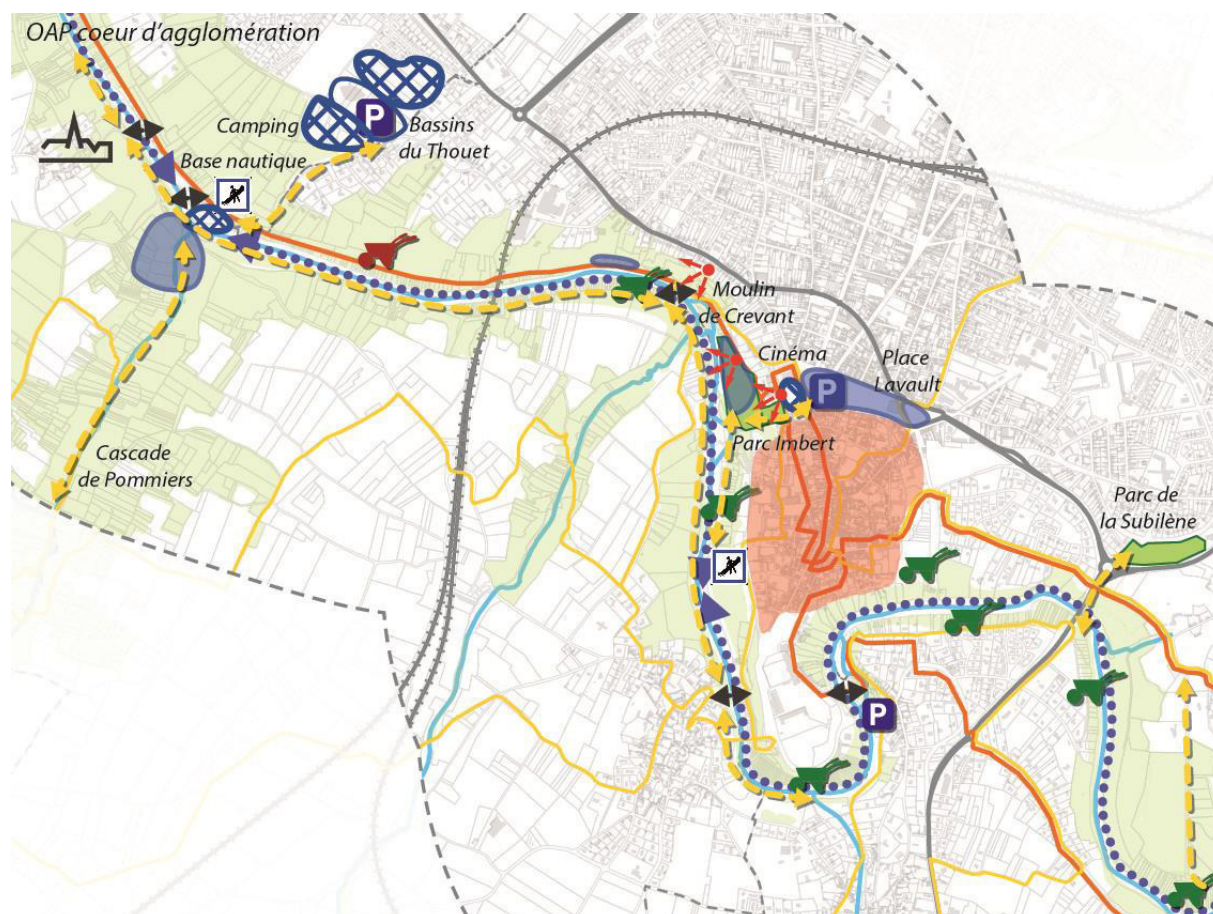 OAP coeur d'agglomération
Camping
P
Bassins
du Thouet
Base nautique
Moulin
de Crevant
Cinéma
Place
Lavault
P
Parc Imbert
Cascade
de Pommiers
Parc de
la Subilène
P